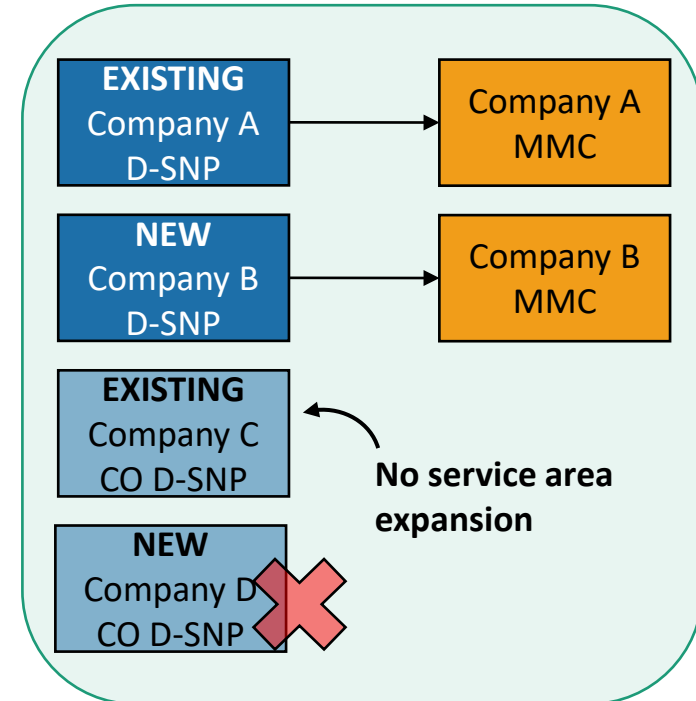 EXISTING
Company A
D-SNP
Company A
MMC
NEW
Company B
D-SNP
Company B
MMC
EXISTING
Company C
CO D-SNP
No service area
expansion
NEW
Company D
CO D-SNP